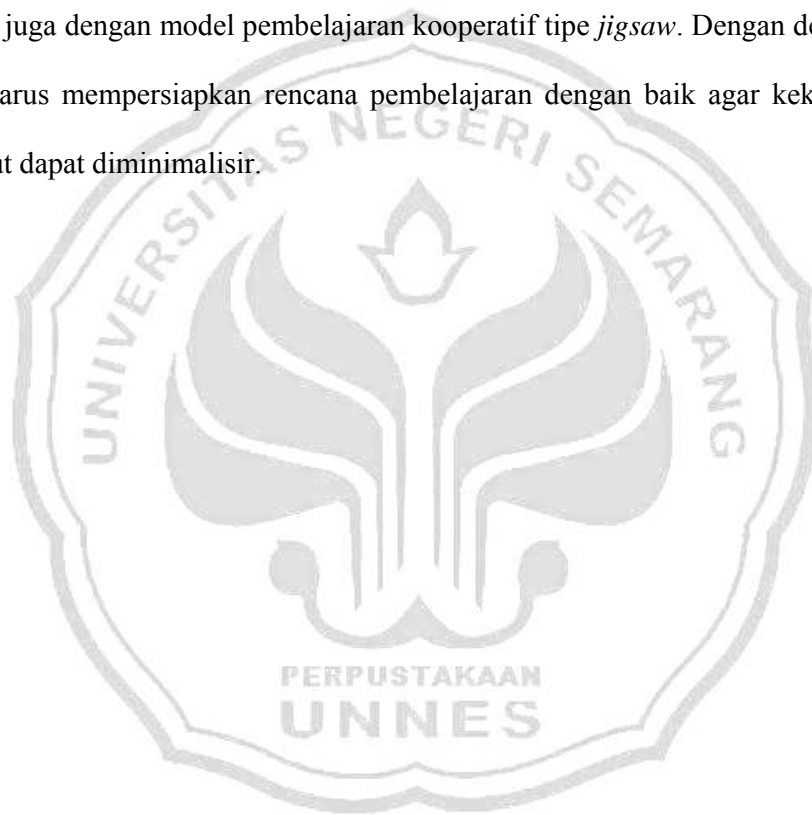 juga dengan model pembelajaran kooperatif tipe jigsaw. Dengan de
arus mempersiapkan rencana pembelajaran dengan baik agar kek
ut dapat diminimalisir.
UNIVERSITAS NEGERI SEMARANG
PERPUSTAKAAN
UNNES